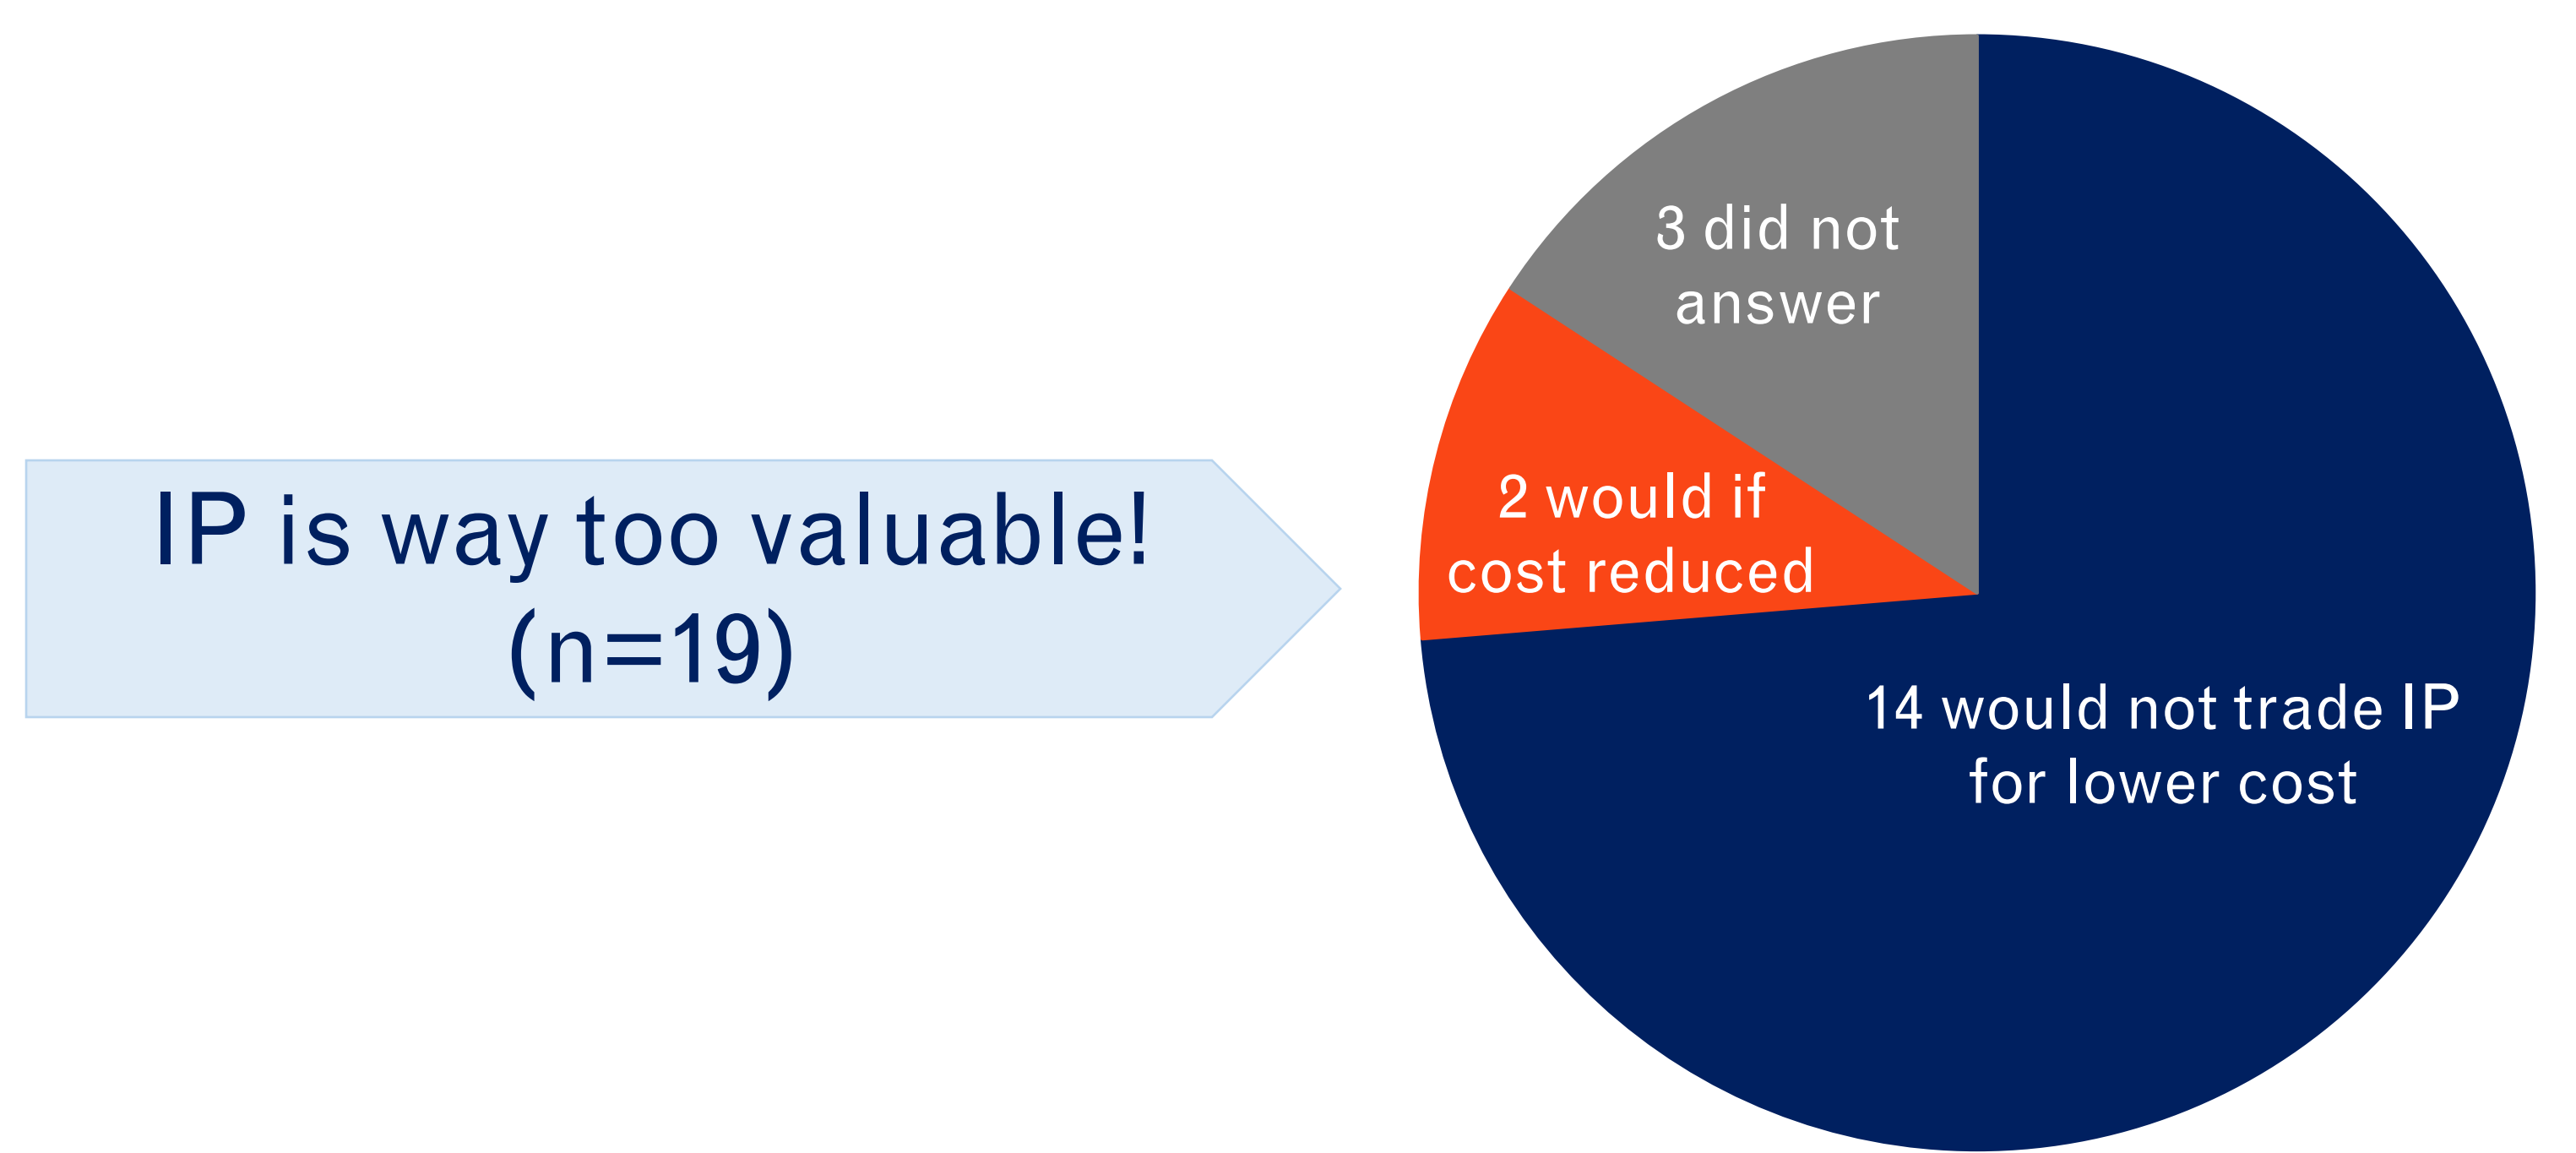 IP is way too valuable!
(n=19)
3 did not
answer
2 would if
cost reduced
14 would not trade IP
for lower cost